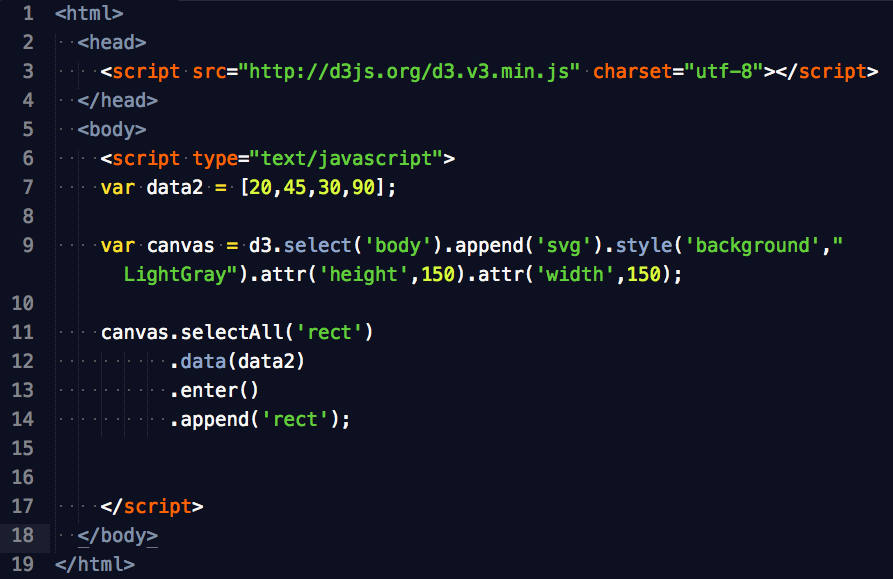 1 <html>
2   <head>
3     <script src="http://d3js.org/d3.v3.min.js" charset="utf-8"></script>
4   </head>
5   <body>
6     <script type="text/javascript">
7     var data2 = [20,45,30,90];
8
9     var canvas = d3.select('body').append('svg').style('background',"
LightGray").attr('height',150).attr('width',150);
10
11     canvas.selectAll('rect')
12           .data(data2)
13           .enter()
14           .append('rect');
15
16
17     </script>
18   </body>
19 </html>